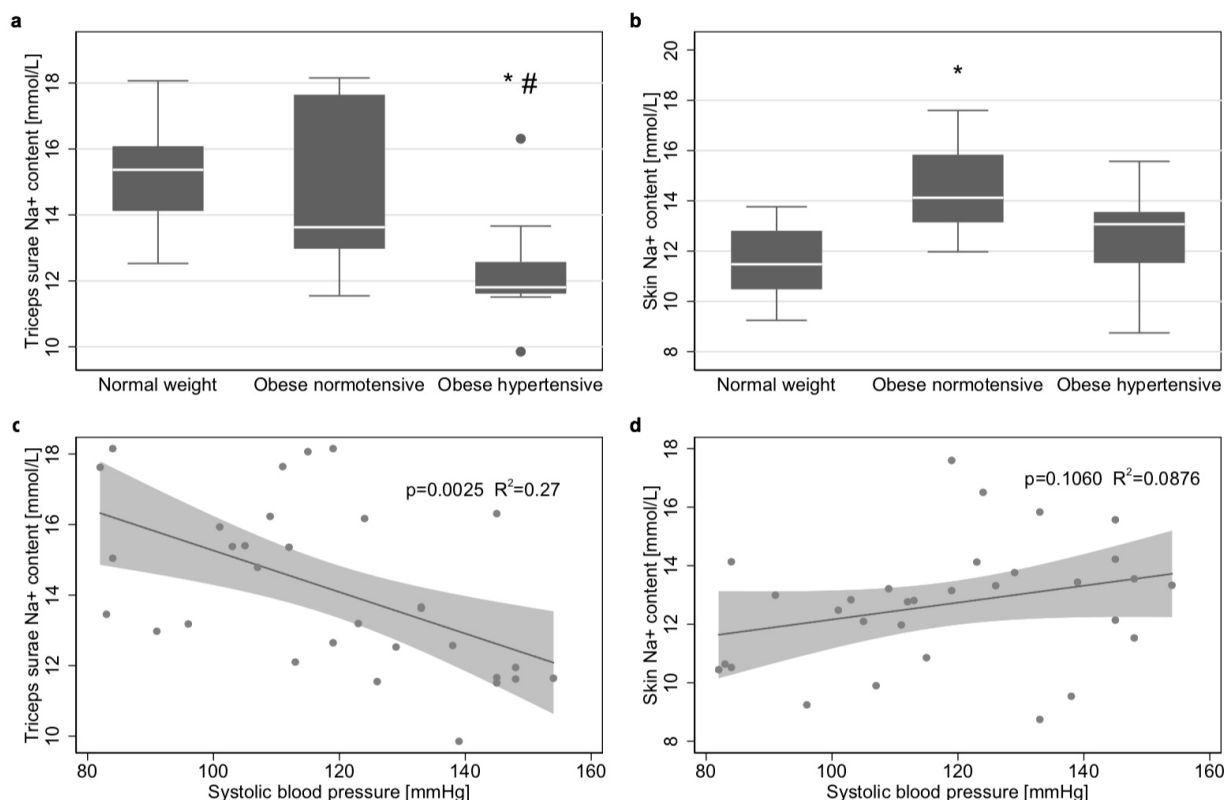 a
Triceps surae Na+ content [mmol/L]
18
16
14
12
10
* #
Normal weight
Obese normotensive
Obese hypertensive
b
Skin Na+ content [mmol/L]
20
18
16
14
12
10
8
*
Normal weight
Obese normotensive
Obese hypertensive
c
Triceps surae Na+ content [mmol/L]
18
16
14
12
10
p=0.0025 R²=0.27
80
100
120
140
160
Systolic blood pressure [mmHg]
d
Skin Na+ content [mmol/L]
18
16
14
12
10
8
p=0.1060 R²=0.0876
80
100
120
140
160
Systolic blood pressure [mmHg]